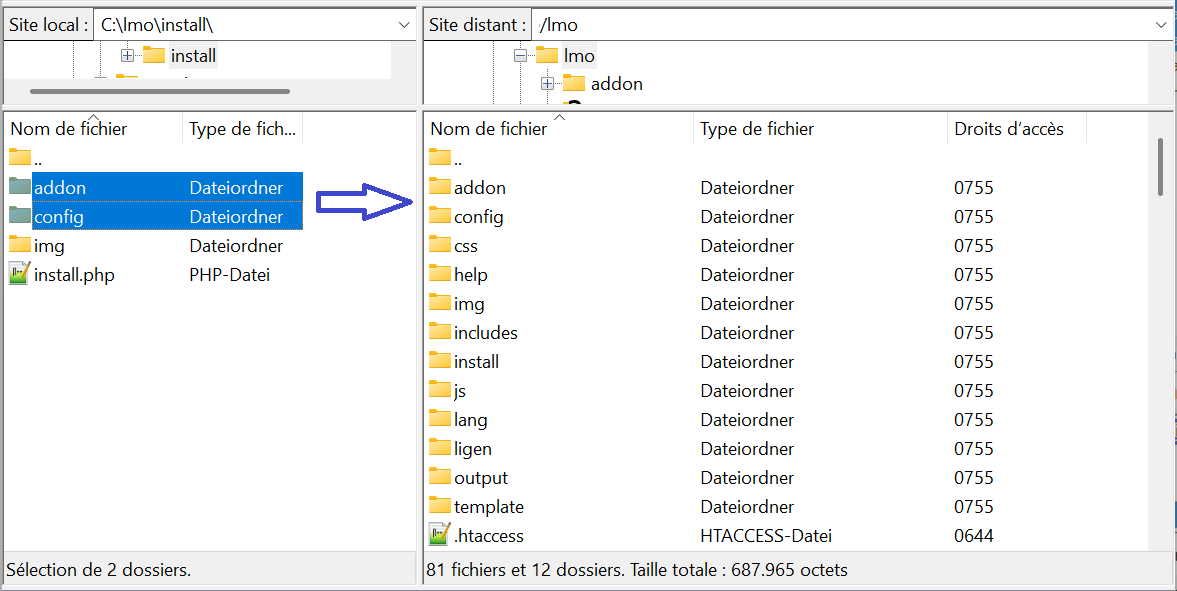 Site local : C:\lmo\install\
install
Nom de fichier Type de fich...
..
addon Dateiordner
config Dateiordner
img Dateiordner
install.php PHP-Datei
Sélection de 2 dossiers.
Site distant : /lmo
lmo
addon
Nom de fichier Type de fichier Droits d’accès
..
addon Dateiordner 0755
config Dateiordner 0755
css Dateiordner 0755
help Dateiordner 0755
img Dateiordner 0755
includes Dateiordner 0755
install Dateiordner 0755
js Dateiordner 0755
lang Dateiordner 0755
ligen Dateiordner 0755
output Dateiordner 0755
template Dateiordner 0755
.htaccess HTACCESS-Datei 0644
81 fichiers et 12 dossiers. Taille totale : 687.965 octets